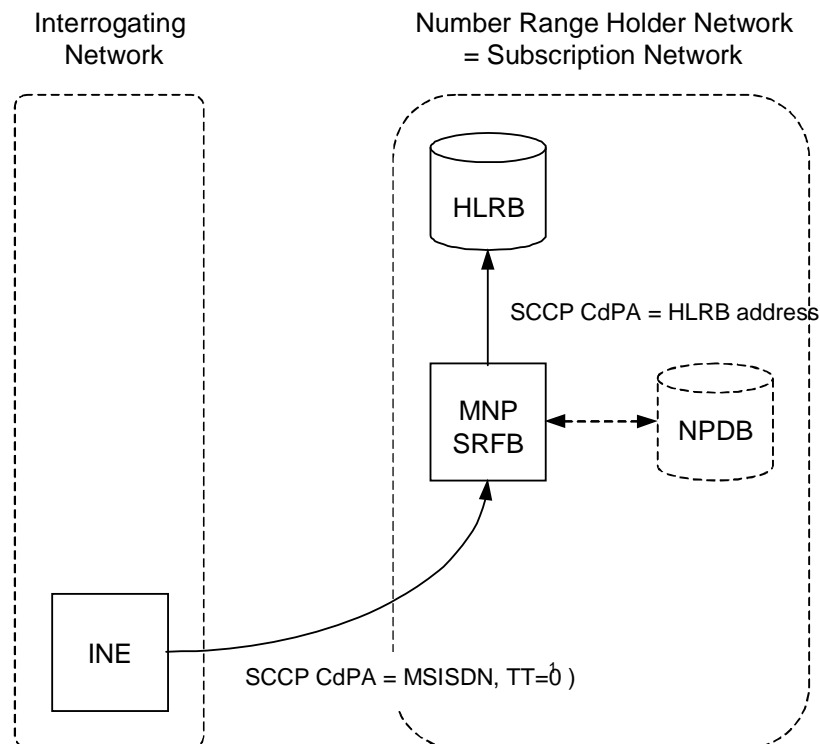 Interrogating
Network
Number Range Holder Network
= Subscription Network
HLRB
SCCP CdPA = HLRB address
MNP
SRFB
NPDB
INE
SCCP CdPA = MSISDN, TT=0 1)